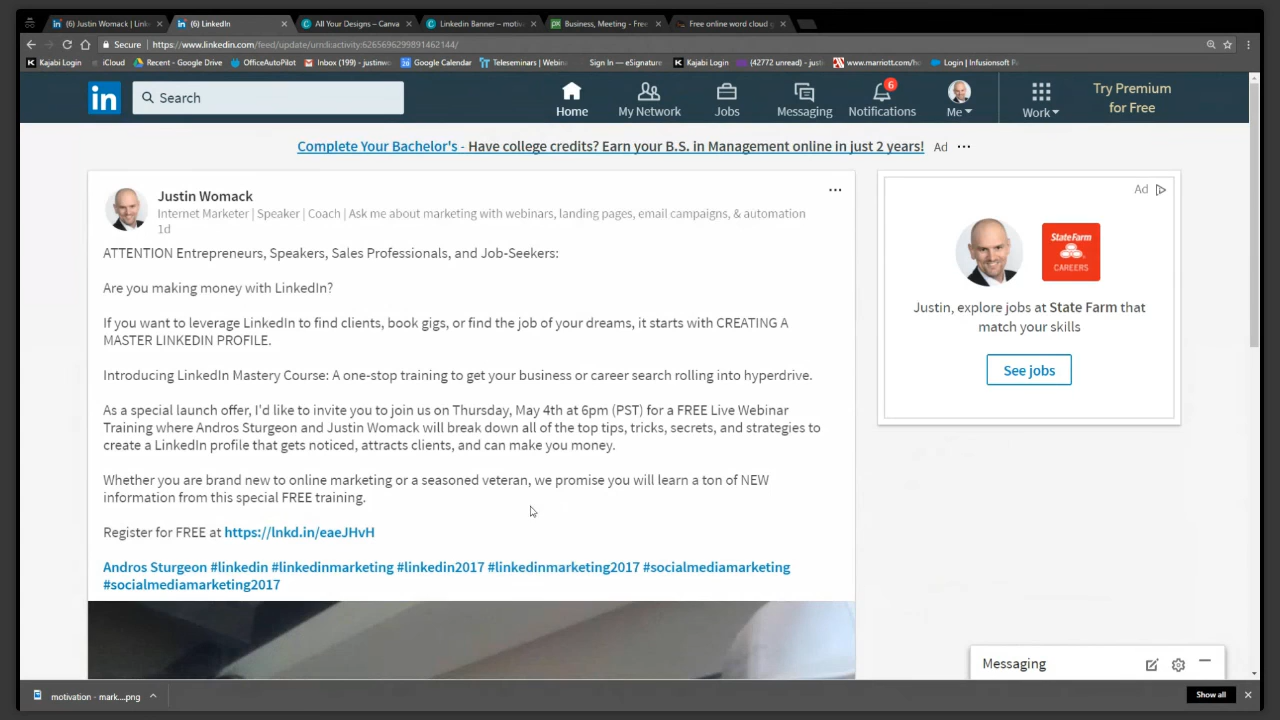 (6) Justin Womack | Link
(6) LinkedIn
All Your Designs – Canva
Linkedin Banner – motiv
Business, Meeting - Free
Free online word cloud g
Secure
https://www.linkedin.com/feed/update/urn:li:activity:6265696299891462144/
Kajabi Login
iCloud
Recent - Google Drive
OfficeAutoPilot
Inbox (199) - justinwo
Google Calendar
Teleseminars | Webin
Sign In — eSignature
Kajabi Login
(42772 unread) - justi
www.marriott.com/ho
Login | Infusionsoft P
in
Search
Home
My Network
Jobs
Messaging
6
Notifications
Me
Work
Try Premium
for Free
Complete Your Bachelor's - Have college credits? Earn your B.S. in Management online in just 2 years! Ad
Justin Womack
Internet Marketer | Speaker | Coach | Ask me about marketing with webinars, landing pages, email campaigns, & automation
1d
ATTENTION Entrepreneurs, Speakers, Sales Professionals, and Job-Seekers:
Are you making money with LinkedIn?
If you want to leverage LinkedIn to find clients, book gigs, or find the job of your dreams, it starts with CREATING A
MASTER LINKEDIN PROFILE.
Introducing LinkedIn Mastery Course: A one-stop training to get your business or career search rolling into hyperdrive.
As a special launch offer, I'd like to invite you to join us on Thursday, May 4th at 6pm (PST) for a FREE Live Webinar
Training where Andros Sturgeon and Justin Womack will break down all of the top tips, tricks, secrets, and strategies to
create a LinkedIn profile that gets noticed, attracts clients, and can make you money.
Whether you are brand new to online marketing or a seasoned veteran, we promise you will learn a ton of NEW
information from this special FREE training.
Register for FREE at https://lnkd.in/eaeJHvH
Andros Sturgeon #linkedin #linkedinmarketing #linkedin2017 #linkedinmarketing2017 #socialmediamarketing
#socialmediamarketing2017
Ad
State Farm
CAREERS
Justin, explore jobs at State Farm that
match your skills
See jobs
Messaging
motivation - mark....png
Show all